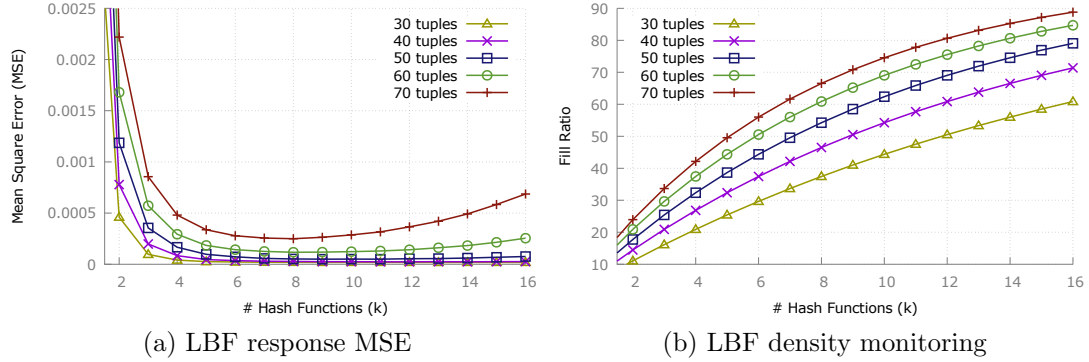 Mean Square Error (MSE)
0.0025
0.002
0.0015
0.001
0.0005
0
2 4 6 8 10 12 14 16
# Hash Functions (k)
30 tuples
40 tuples
50 tuples
60 tuples
70 tuples
(a) LBF response MSE
Fill Ratio
90
80
70
60
50
40
30
20
10
2 4 6 8 10 12 14 16
# Hash Functions (k)
30 tuples
40 tuples
50 tuples
60 tuples
70 tuples
(b) LBF density monitoring